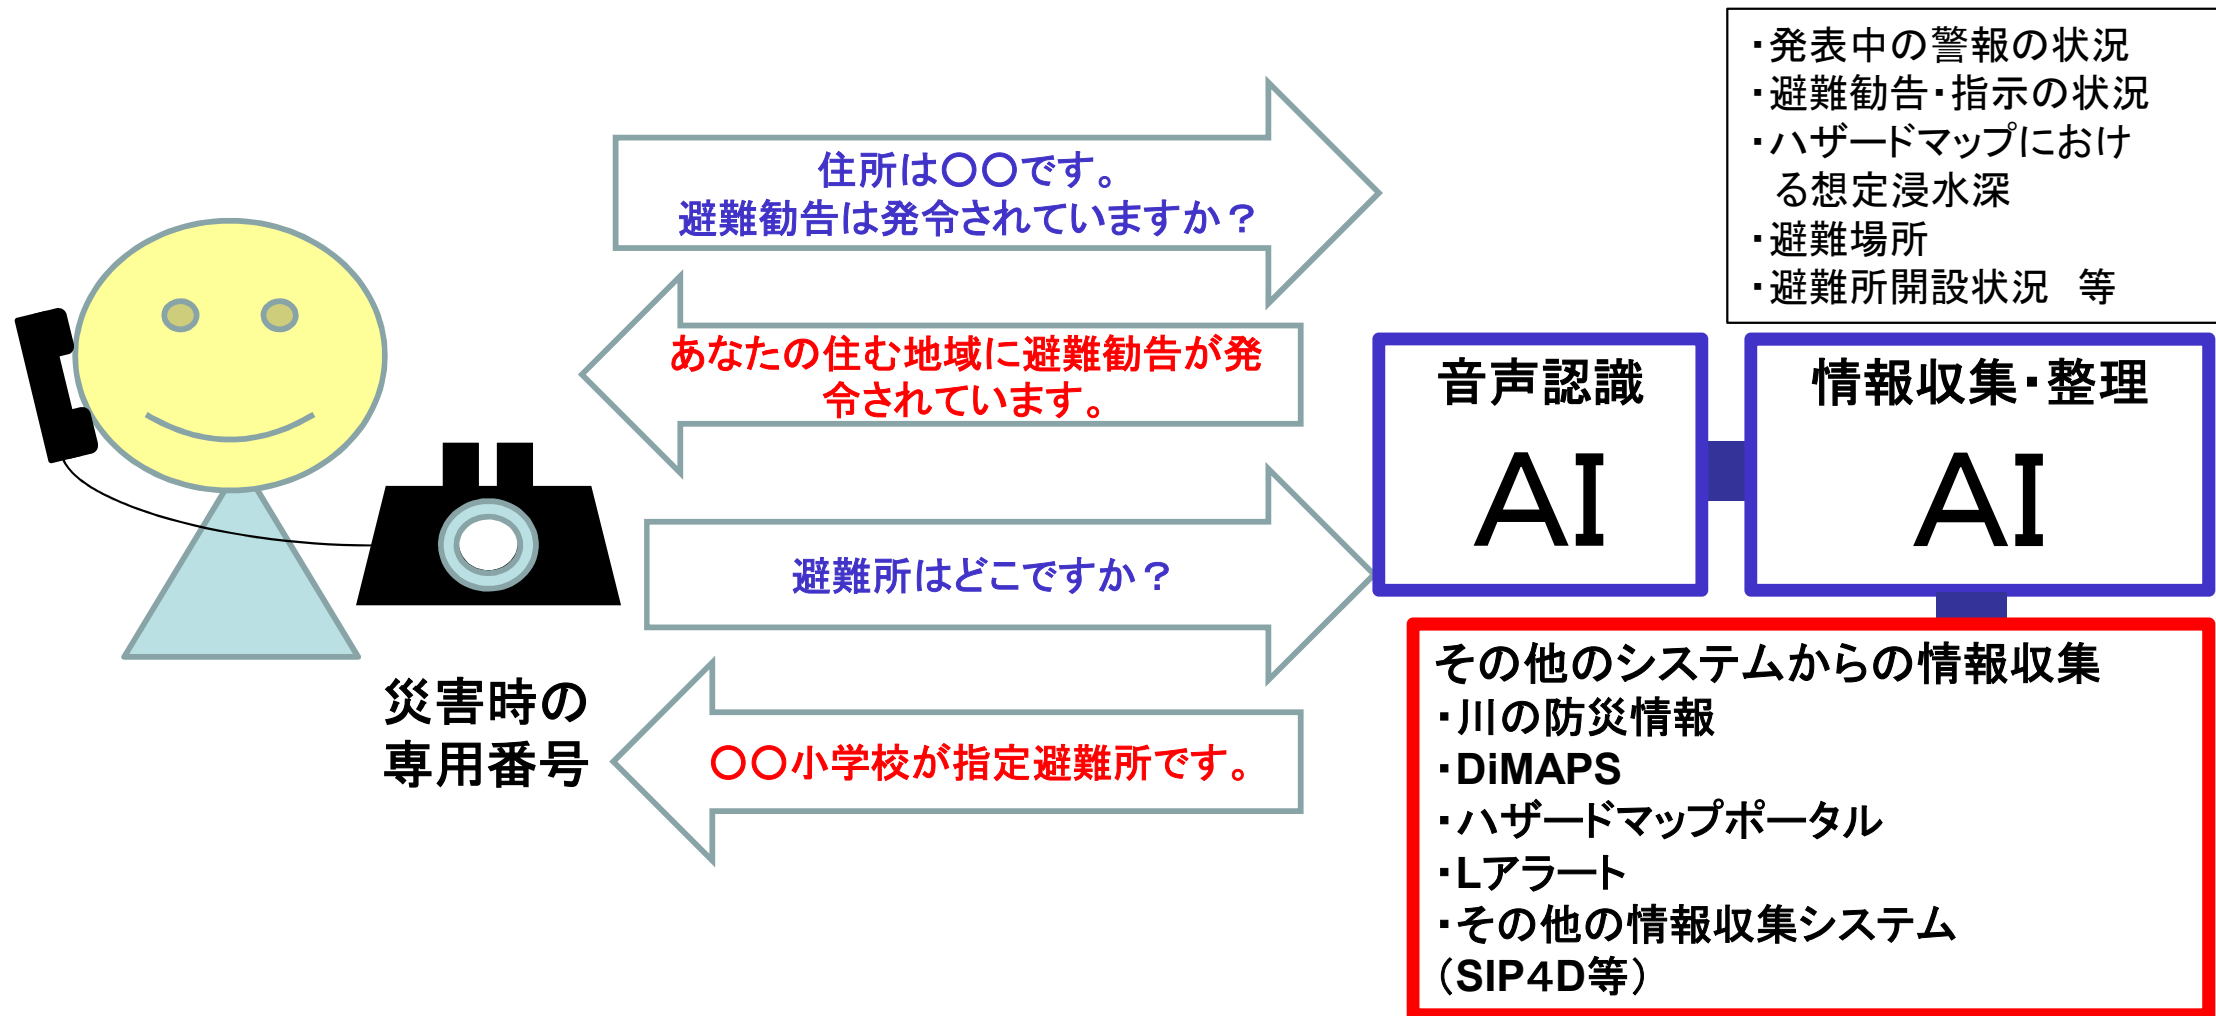 住所は〇〇です。
避難勧告は発令されていますか？
あなたの住む地域に避難勧告が発
令されています。
避難所はどこですか？
〇〇小学校が指定避難所です。
災害時の
専用番号
・発表中の警報の状況
・避難勧告・指示の状況
・ハザードマップにおけ
る想定浸水深
・避難場所
・避難所開設状況　等
音声認識
AI
情報収集・整理
AI
その他のシステムからの情報収集
・川の防災情報
・DiMAPS
・ハザードマップポータル
・Lアラート
・その他の情報収集システム
（SIP４D等）